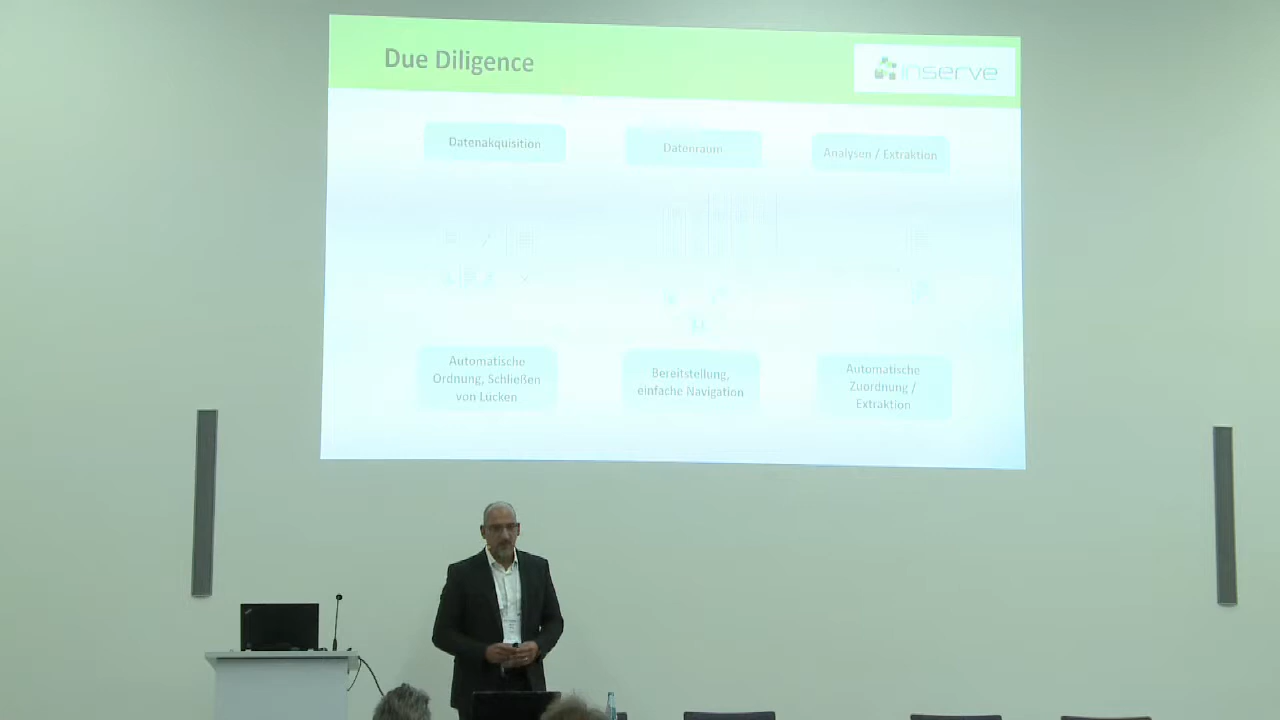 Due Diligence
inserve
Datenakquisition
Datenraum
Analysen / Extraktion
Automatische
Ordnung, Schließen
von Lücken
Bereitstellung,
einfache Navigation
Automatische
Zuordnung /
Extraktion